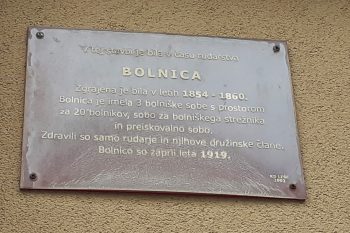 V tej stavbi je bila v času rudarstva
BOLNICA
Zgrajena je bila v letih 1854 - 1860.
Bolnica je imela 3 bolniške sobe s prostorom
za 20 bolnikov, sobo za bolniškega strežnika
in preiskovalno sobo.
Zdravili so samo rudarje in njihove družinske člane.
Bolnico so zaprli leta 1919.
KD LEŠE